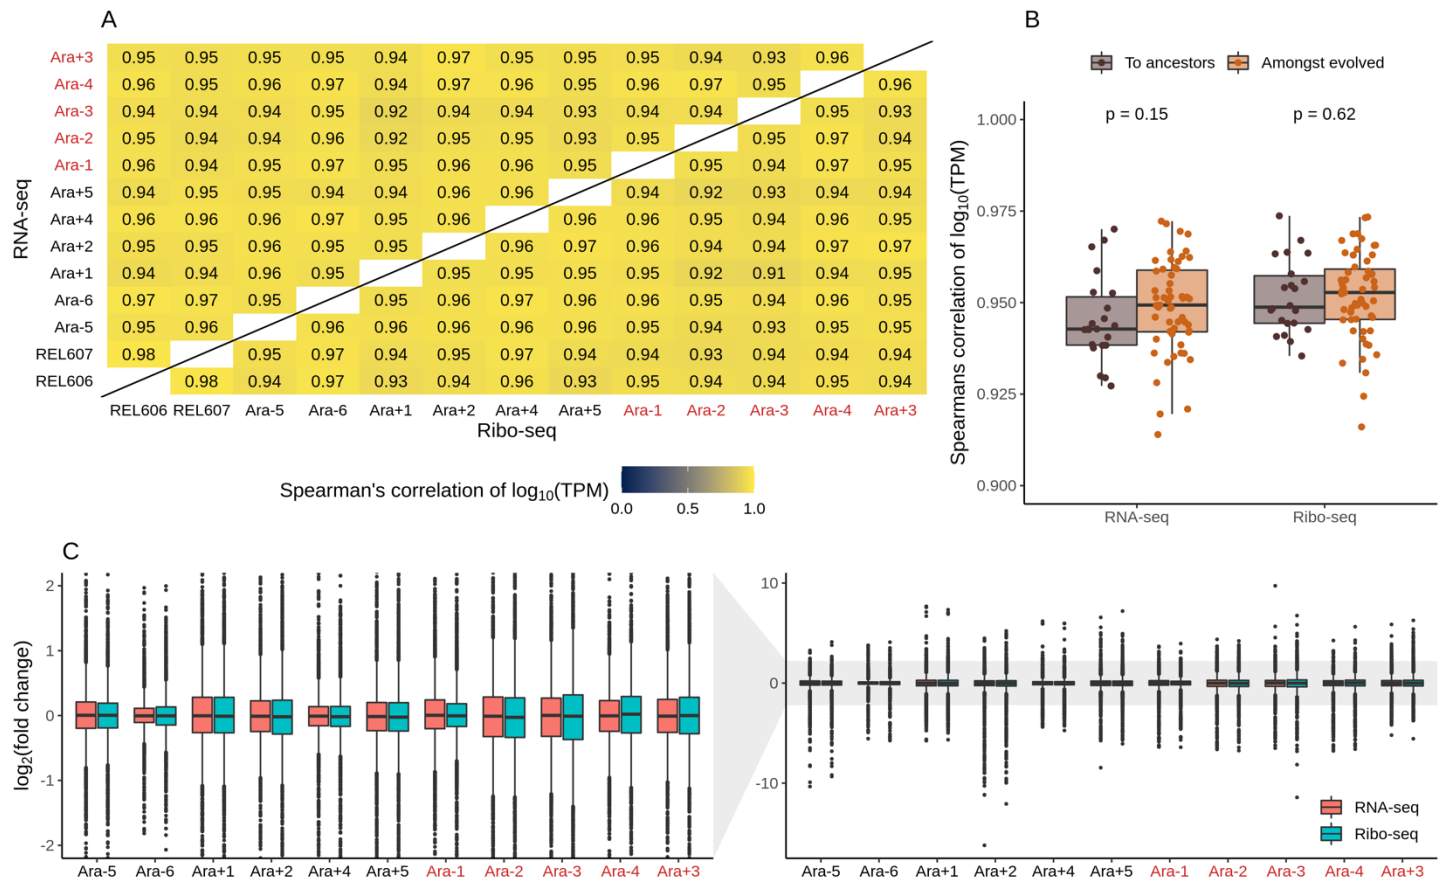 A
Ara+3 0.95 0.95 0.95 0.95 0.94 0.97 0.95 0.95 0.95 0.94 0.93 0.96
Ara-4 0.96 0.95 0.96 0.97 0.94 0.97 0.96 0.95 0.96 0.97 0.95 0.96
Ara-3 0.94 0.94 0.94 0.95 0.92 0.94 0.94 0.93 0.94 0.94 0.95 0.93
Ara-2 0.95 0.94 0.94 0.96 0.92 0.95 0.95 0.93 0.95 0.95 0.97 0.94
Ara-1 0.96 0.94 0.95 0.97 0.95 0.96 0.96 0.95 0.95 0.94 0.97 0.95
Ara+5 0.94 0.95 0.95 0.94 0.94 0.96 0.96 0.94 0.92 0.93 0.94 0.94
Ara+4 0.96 0.96 0.96 0.97 0.95 0.96 0.96 0.96 0.95 0.94 0.96 0.95
Ara+2 0.95 0.95 0.96 0.95 0.95 0.96 0.97 0.96 0.94 0.94 0.97 0.97
Ara+1 0.94 0.94 0.96 0.95 0.95 0.95 0.95 0.95 0.92 0.91 0.94 0.95
Ara-6 0.97 0.97 0.95 0.95 0.96 0.97 0.96 0.96 0.95 0.94 0.96 0.95
Ara-5 0.95 0.96 0.96 0.96 0.96 0.96 0.96 0.95 0.94 0.93 0.95 0.95
REL607 0.98 0.95 0.97 0.94 0.95 0.97 0.94 0.94 0.93 0.94 0.94 0.94
REL606 0.98 0.94 0.97 0.93 0.94 0.96 0.93 0.95 0.94 0.94 0.95 0.94
RNA-seq
REL606 REL607 Ara-5 Ara-6 Ara+1 Ara+2 Ara+4 Ara+5 Ara-1 Ara-2 Ara-3 Ara-4 Ara+3
Ribo-seq
Spearman's correlation of log10(TPM)
0.0 0.5 1.0
B
To ancestors Amongst evolved
p = 0.15 p = 0.62
Spearmans correlation of log10(TPM)
1.000
0.975
0.950
0.925
0.900
RNA-seq Ribo-seq
C
log2(fold change)
2
1
0
-1
-2
Ara-5 Ara-6 Ara+1 Ara+2 Ara+4 Ara+5 Ara-1 Ara-2 Ara-3 Ara-4 Ara+3
10
0
-10
RNA-seq
Ribo-seq
Ara-5 Ara-6 Ara+1 Ara+2 Ara+4 Ara+5 Ara-1 Ara-2 Ara-3 Ara-4 Ara+3